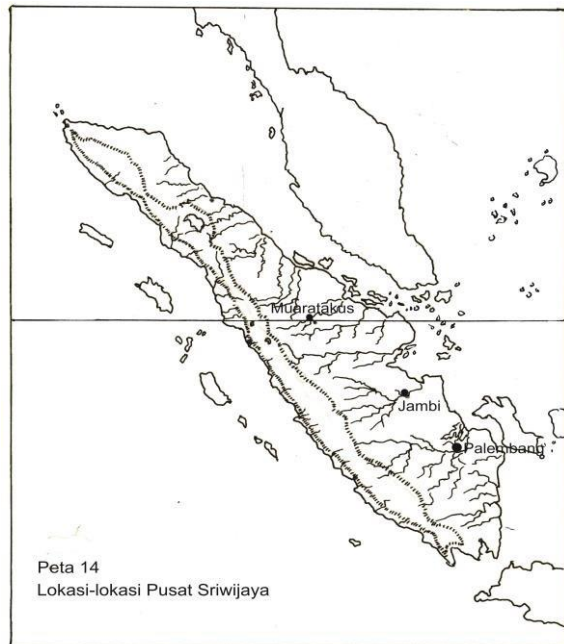 Muaratakus
Jambi
Palembang
Peta 14
Lokasi-lokasi Pusat Sriwijaya